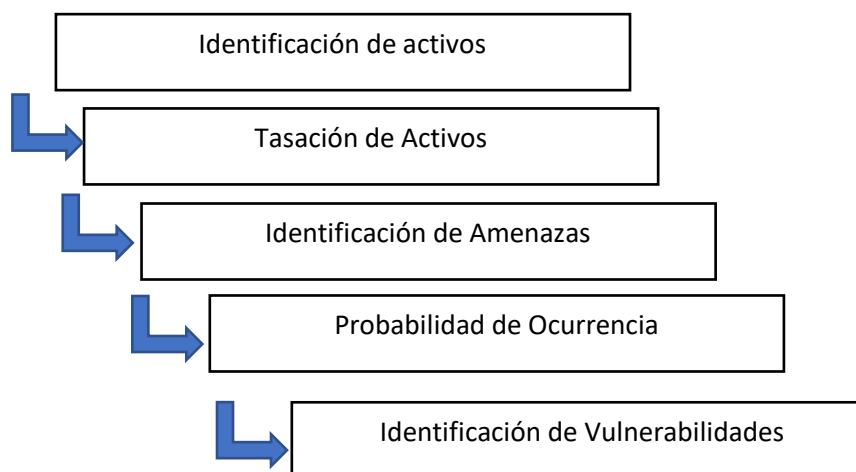 Identificación de activos
Tasación de Activos
Identificación de Amenazas
Probabilidad de Ocurrencia
Identificación de Vulnerabilidades